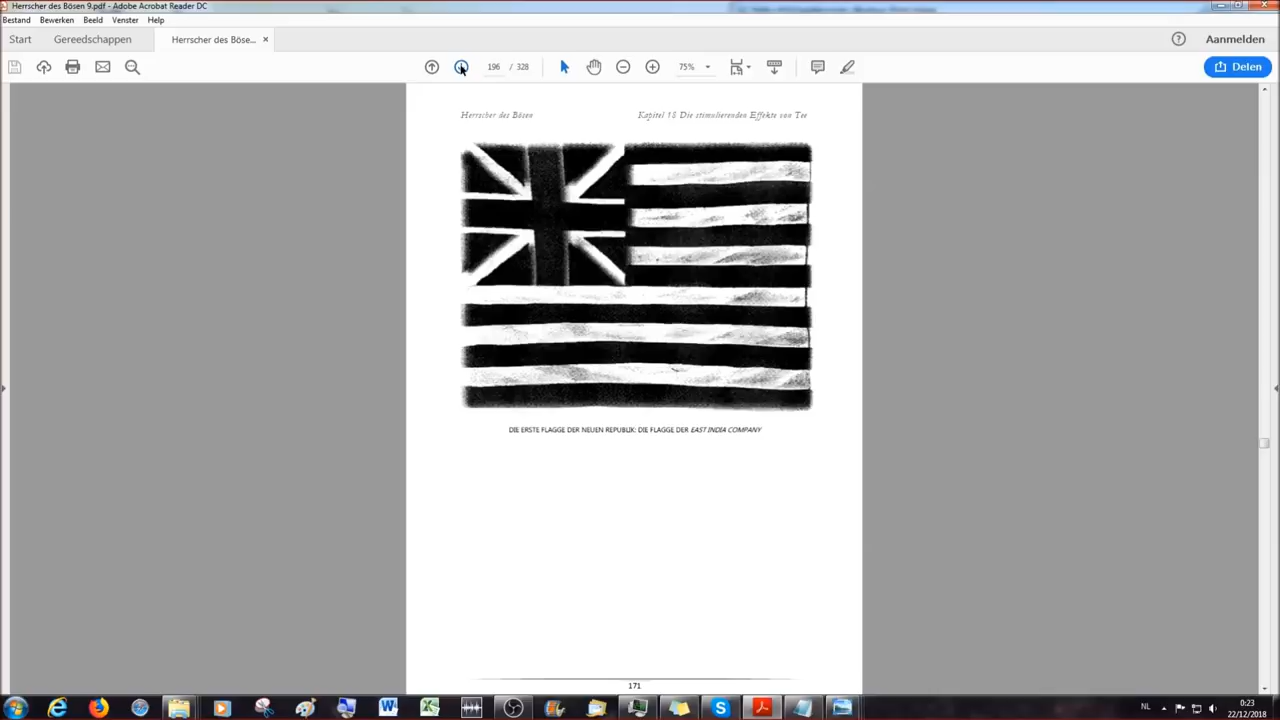 Herrscher des Bösen 9.pdf - Adobe Acrobat Reader DC
Bestand Bewerken Beeld Venster Help
Start Gereedschappen Herrscher des Böse... × Aanmelden
196 / 328 75% Delen
Herrscher des Bösen Kapitel 18 Die stimulierenden Effekte von Tee
DIE ERSTE FLAGGE DER NEUEN REPUBLIK: DIE FLAGGE DER EAST INDIA COMPANY
171
NL 0:23
22/12/2018